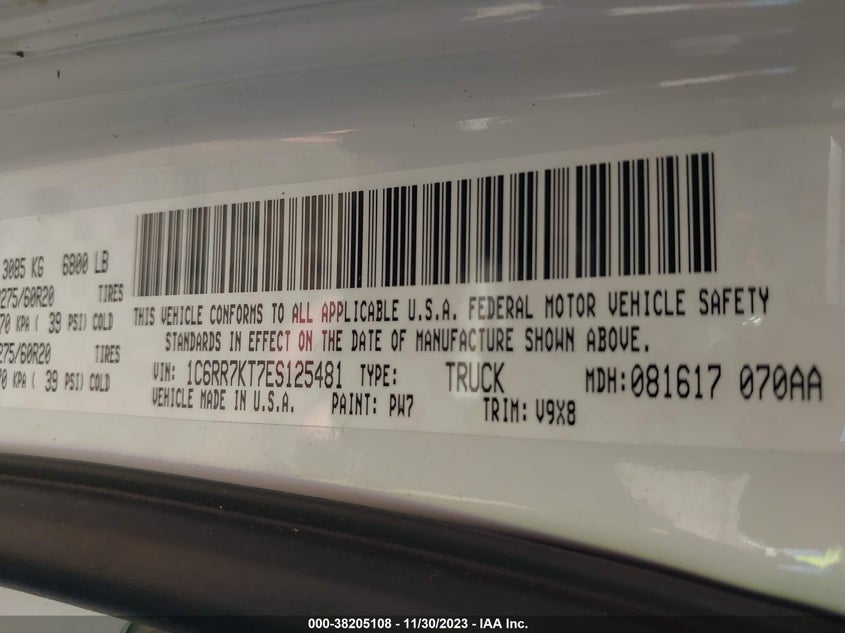 3085 KG 6800 LB
275/60R20 TIRES
70 KPA ( 39 PSI) COLD
275/60R20 TIRES
70 KPA ( 39 PSI) COLD
THIS VEHICLE CONFORMS TO ALL APPLICABLE U.S.A. FEDERAL MOTOR VEHICLE SAFETY
STANDARDS IN EFFECT ON THE DATE OF MANUFACTURE SHOWN ABOVE.
VIN: 1C6RR7KT7ES125481 TYPE: TRUCK MDH:081617 070AA
VEHICLE MADE IN U.S.A. PAINT: PW7 TRIM: V9X8
000-38205108 - 11/30/2023 - IAA Inc.